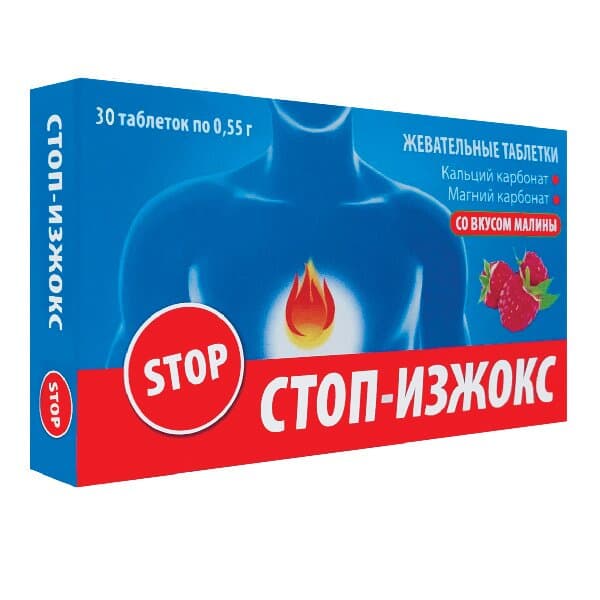 СТОП-ИЗЖОКС
STOP
30 таблеток по 0,55 г
ЖЕВАТЕЛЬНЫЕ ТАБЛЕТКИ
Кальций карбонат
Магний карбонат
СО ВКУСОМ МАЛИНЫ
STOP
СТОП-ИЗЖОКС